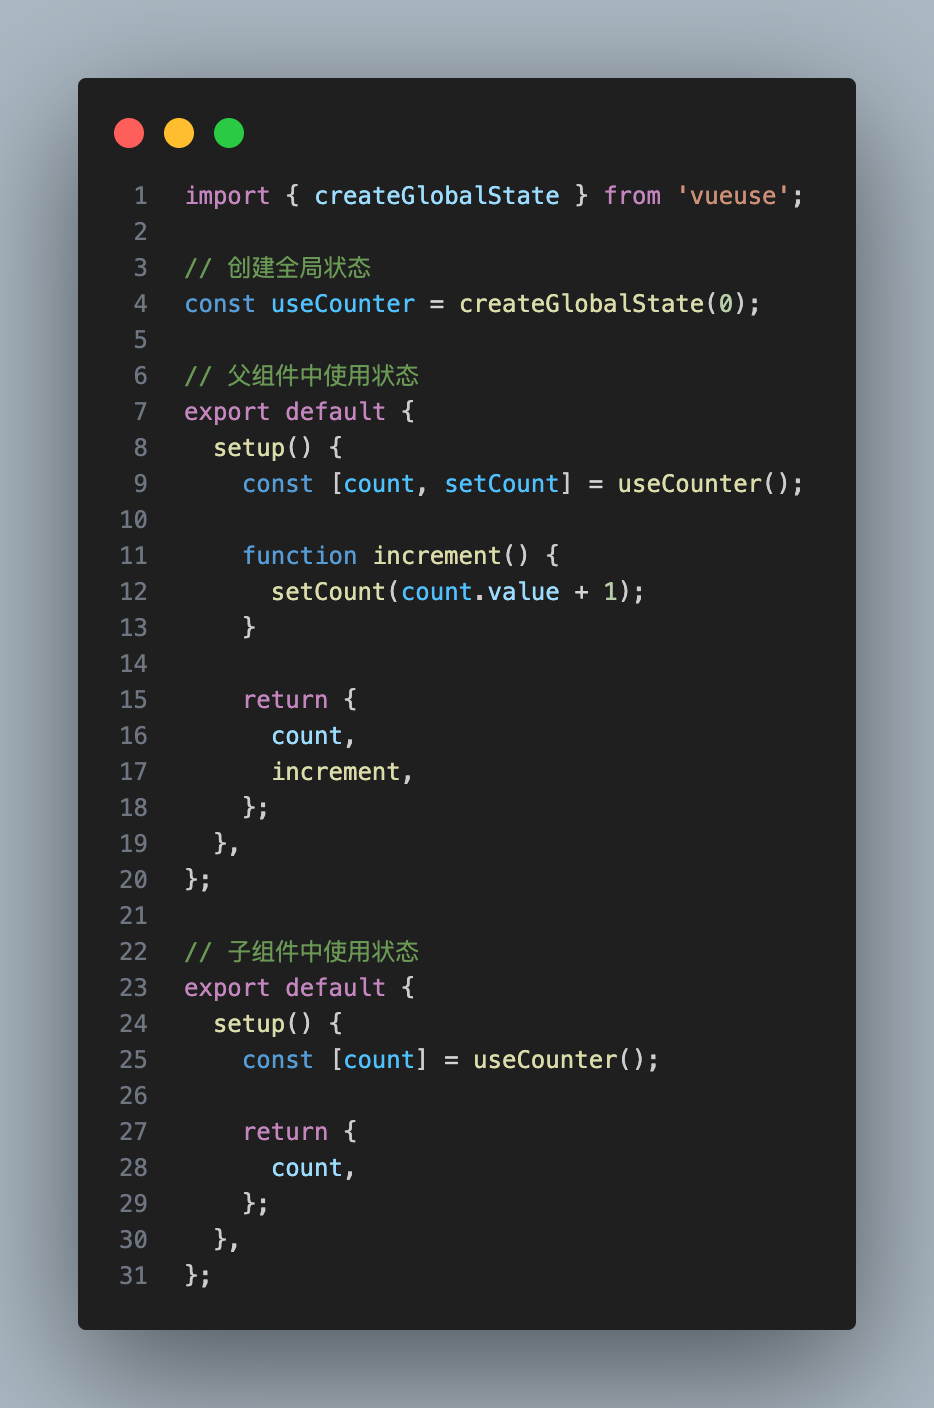 1 import { createGlobalState } from 'vueuse';
2
3 // 创建全局状态
4 const useCounter = createGlobalState(0);
5
6 // 父组件中使用状态
7 export default {
8   setup() {
9     const [count, setCount] = useCounter();
10
11     function increment() {
12       setCount(count.value + 1);
13     }
14
15     return {
16       count,
17       increment,
18     };
19   },
20 };
21
22 // 子组件中使用状态
23 export default {
24   setup() {
25     const [count] = useCounter();
26
27     return {
28       count,
29     };
30   },
31 };